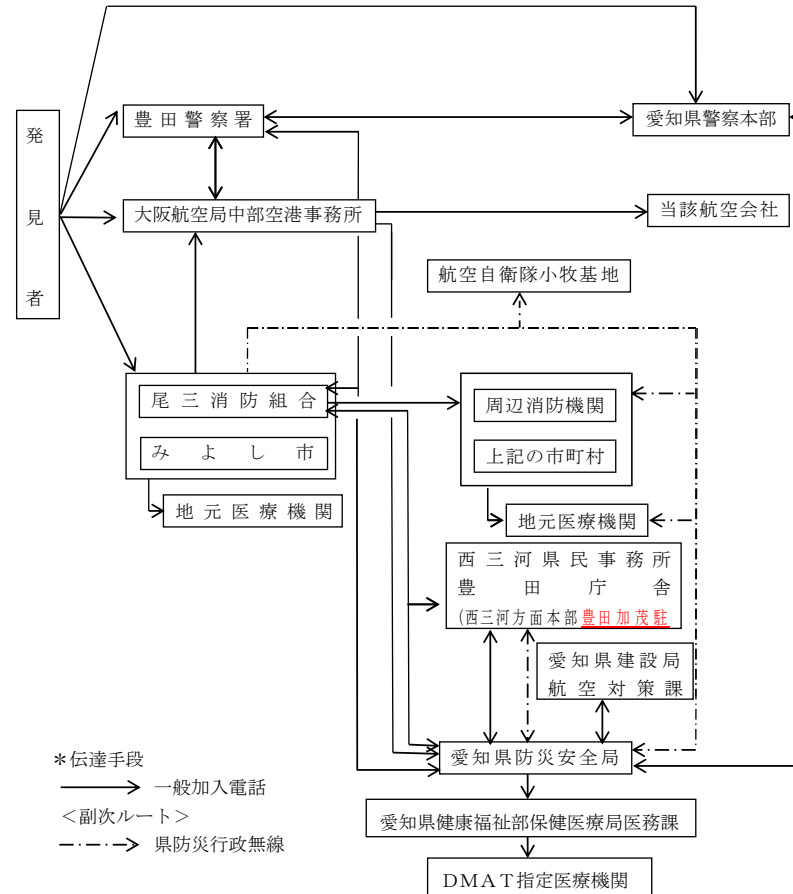 発見者
豊田警察署
愛知県警察本部
大阪航空局中部空港事務所
当該航空会社
航空自衛隊小牧基地
尾三消防組合
みよし市
周辺消防機関
上記の市町村
地元医療機関
地元医療機関
西三河県民事務所
豊田庁舎
(西三河方面本部豊田加茂駐
愛知県建設局
航空対策課
愛知県防災安全局
愛知県健康福祉部保健医療局医務課
DMAT指定医療機関
*伝達手段
一般加入電話
＜副次ルート＞
県防災行政無線